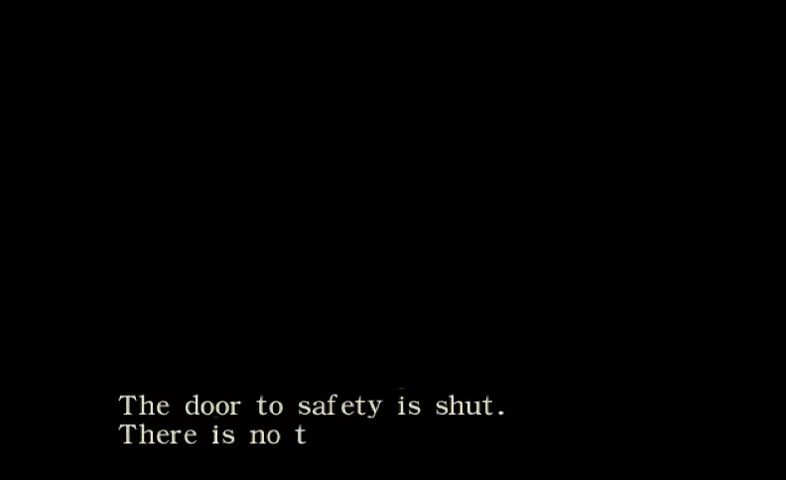 The door to safety is shut.
There is no t